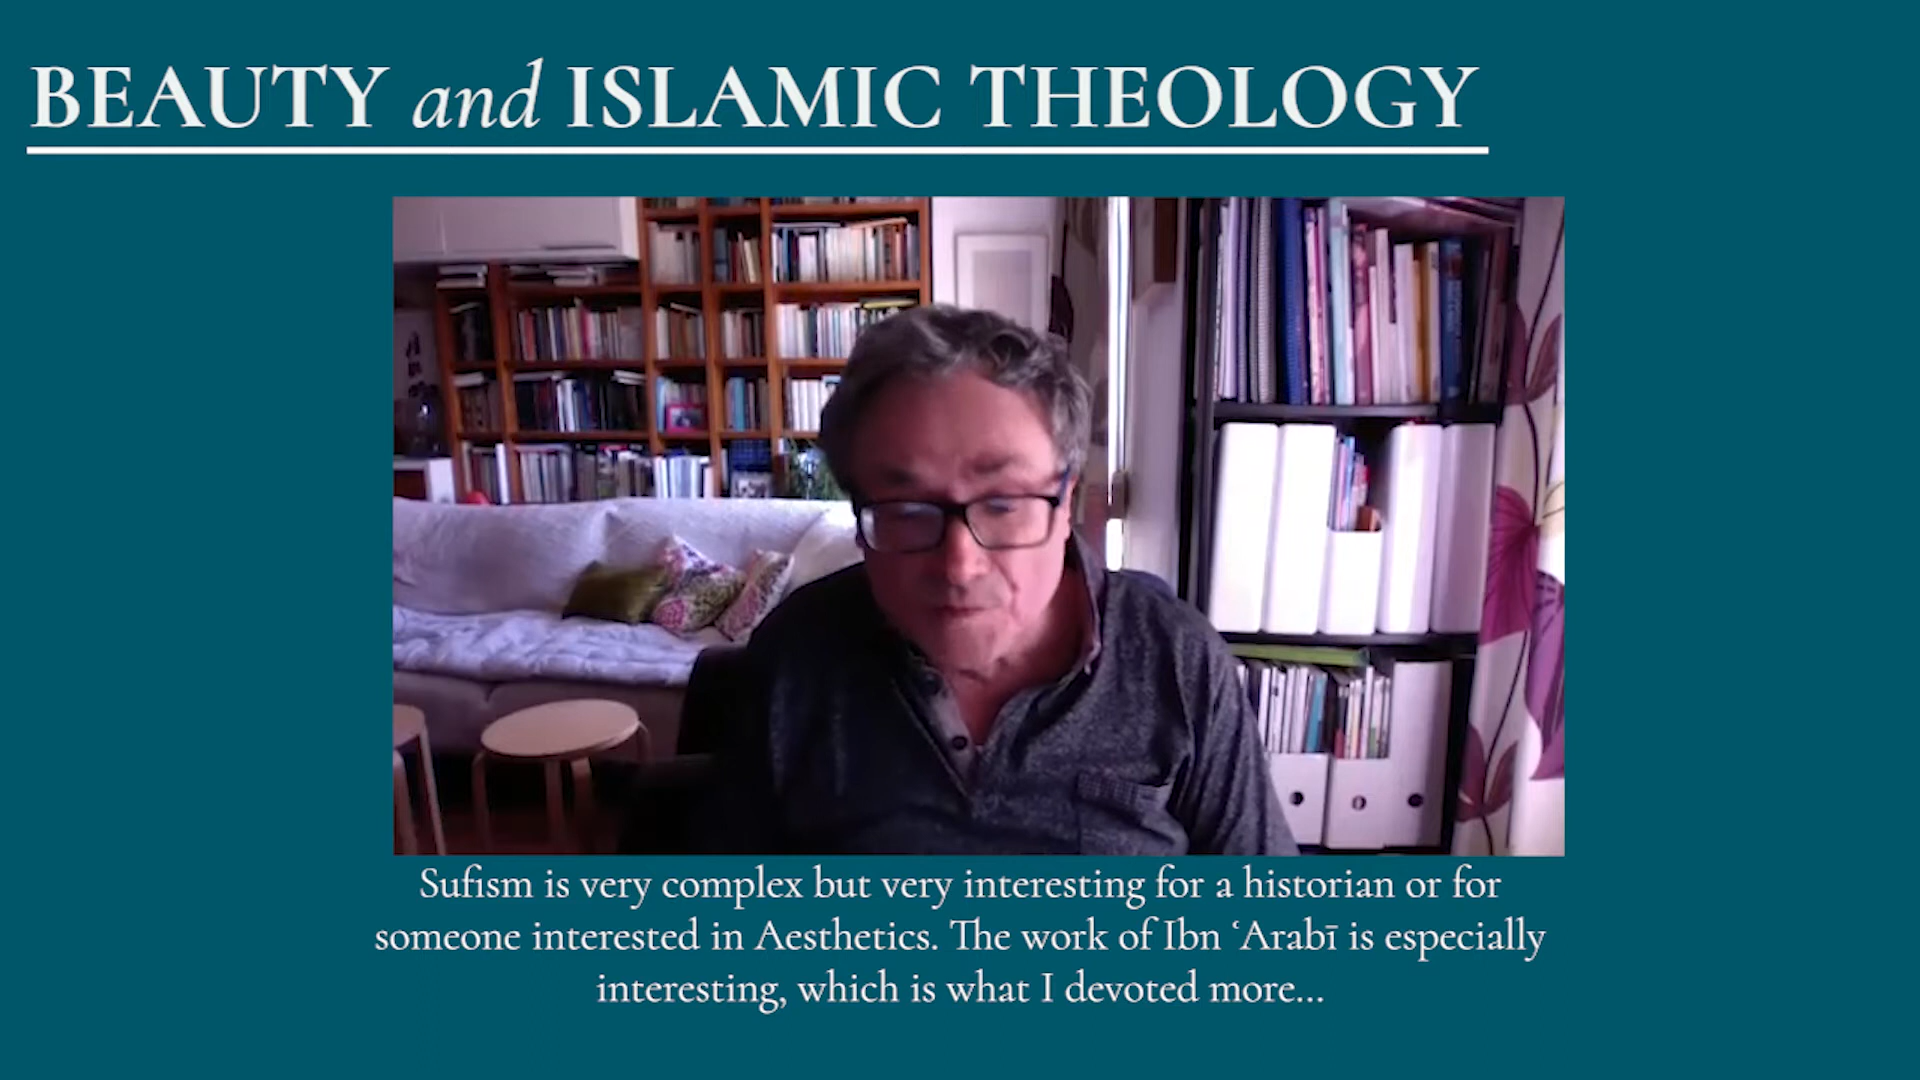 BEAUTY and ISLAMIC THEOLOGY
Sufism is very complex but very interesting for a historian or for
someone interested in Aesthetics. The work of Ibn ʿArabī is especially
interesting, which is what I devoted more...